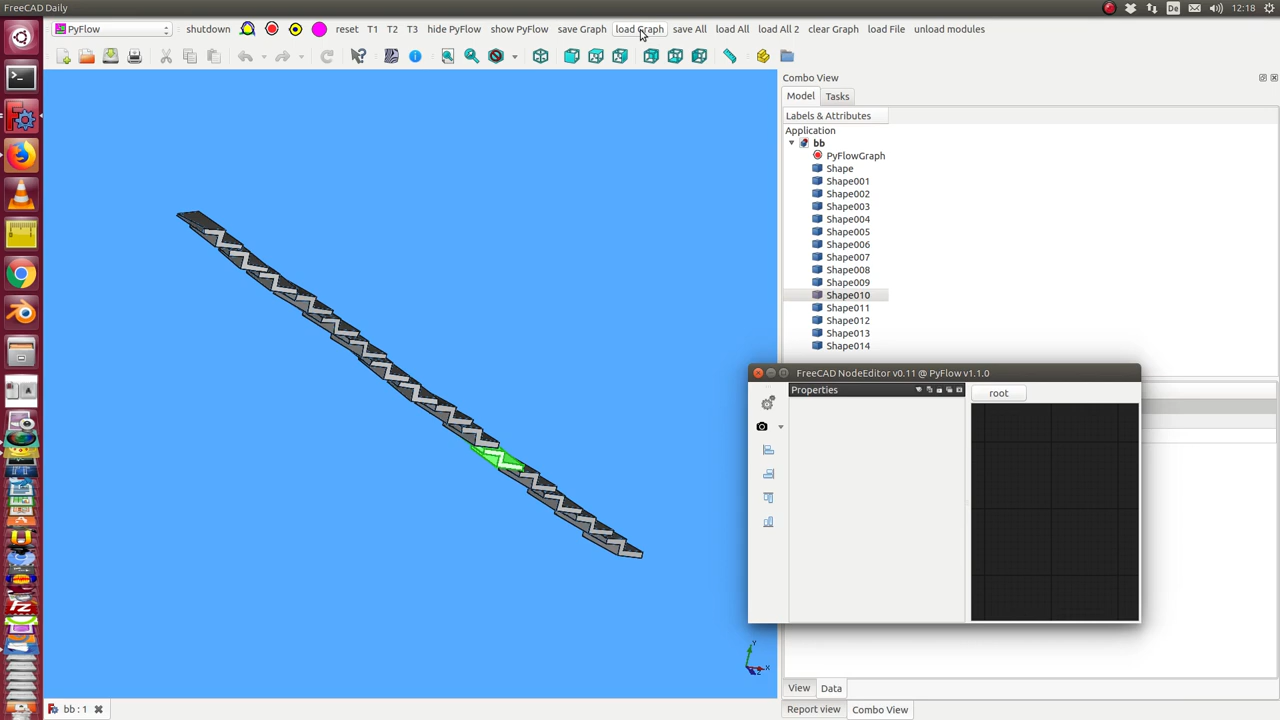 FreeCAD Daily
De
12:18
PyFlow
shutdown
reset
T1
T2
T3
hide PyFlow
show PyFlow
save Graph
load Graph
save All
load All
load All 2
clear Graph
load File
unload modules
Combo View
Model
Tasks
Labels & Attributes
Application
bb
PyFlowGraph
Shape
Shape001
Shape002
Shape003
Shape004
Shape005
Shape006
Shape007
Shape008
Shape009
Shape010
Shape011
Shape012
Shape013
Shape014
FreeCAD NodeEditor v0.11 @ PyFlow v1.1.0
Properties
root
Y
X
Z
View
Data
bb : 1
Report view
Combo View